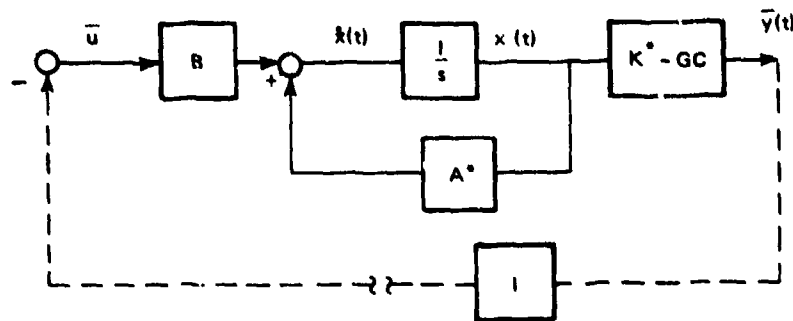 ū B ẋ(t) 1/s x(t) K* - GC ȳ(t)
- +
A*
I